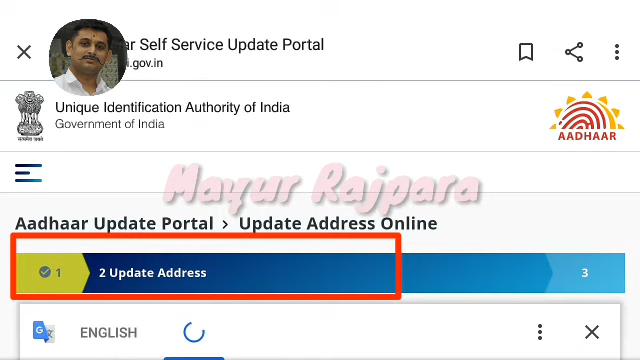 ar Self Service Update Portal
i.gov.in
Unique Identification Authority of India
Government of India
AADHAAR
Mayur Rajpara
Aadhaar Update Portal › Update Address Online
1
2 Update Address
3
ENGLISH